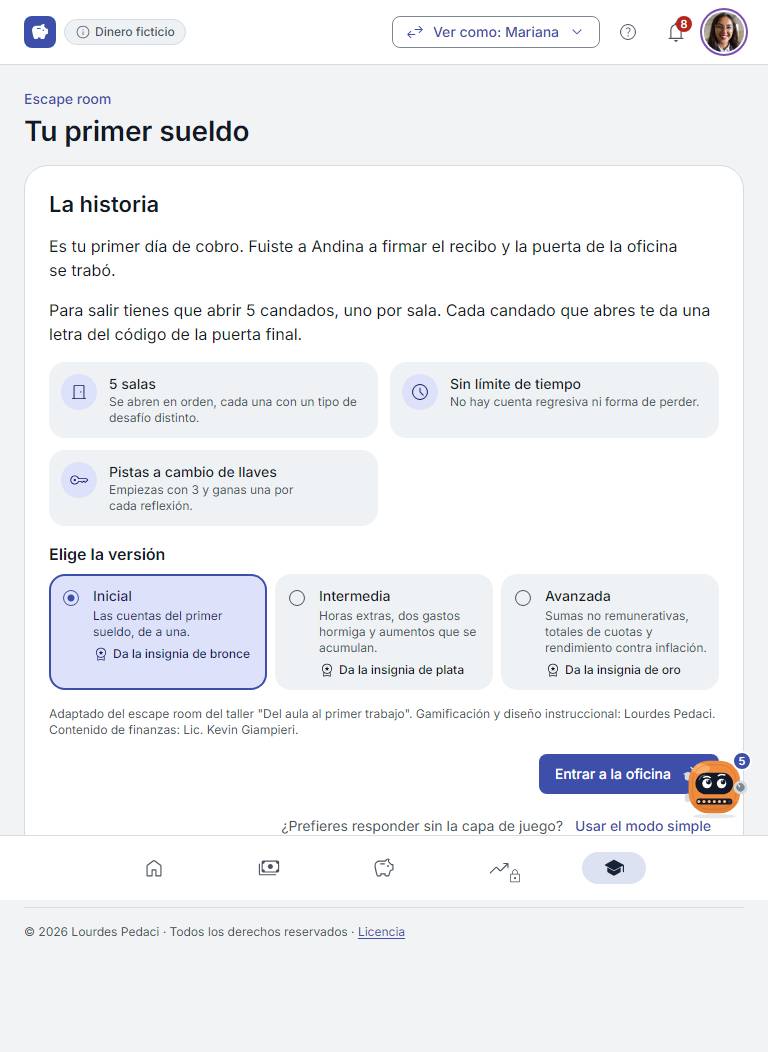 Dinero ficticio
Ver como: Mariana
8
Escape room
Tu primer sueldo
La historia
Es tu primer día de cobro. Fuiste a Andina a firmar el recibo y la puerta de la oficina
se trabó.
Para salir tienes que abrir 5 candados, uno por sala. Cada candado que abres te da una
letra del código de la puerta final.
5 salas
Se abren en orden, cada una con un tipo de
desafío distinto.
Sin límite de tiempo
No hay cuenta regresiva ni forma de perder.
Pistas a cambio de llaves
Empiezas con 3 y ganas una por
cada reflexión.
Elige la versión
Inicial
Las cuentas del primer
sueldo, de a una.
Da la insignia de bronce
Intermedia
Horas extras, dos gastos
hormiga y aumentos que se
acumulan.
Da la insignia de plata
Avanzada
Sumas no remunerativas,
totales de cuotas y
rendimiento contra inflación.
Da la insignia de oro
Adaptado del escape room del taller "Del aula al primer trabajo". Gamificación y diseño instruccional: Lourdes Pedaci.
Contenido de finanzas: Lic. Kevin Giampieri.
Entrar a la oficina
5
¿Prefieres responder sin la capa de juego? Usar el modo simple
© 2026 Lourdes Pedaci · Todos los derechos reservados · Licencia